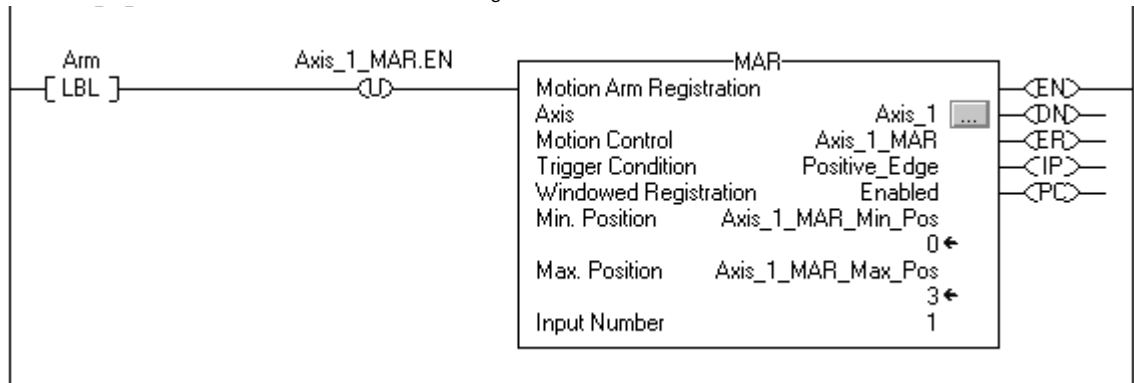 Arm
LBL
Axis_1_MAR.EN
U
MAR
Motion Arm Registration
Axis Axis_1 ...
Motion Control Axis_1_MAR
Trigger Condition Positive_Edge
Windowed Registration Enabled
Min. Position Axis_1_MAR_Min_Pos
0
Max. Position Axis_1_MAR_Max_Pos
3
Input Number 1
EN
DN
ER
IP
PC